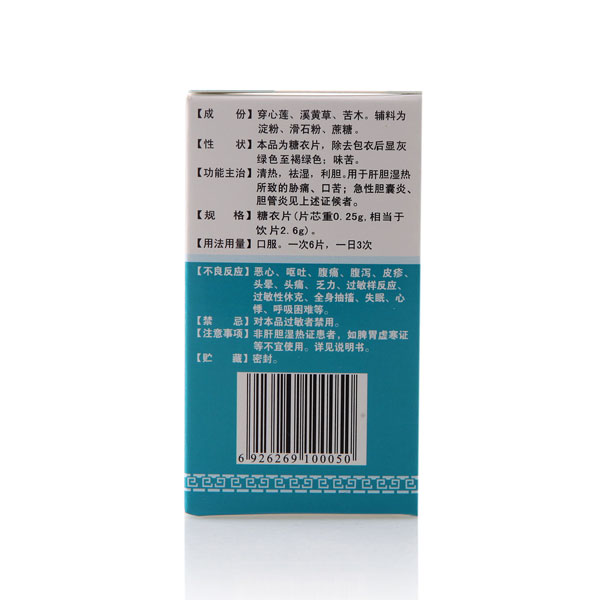 【成　份】穿心莲、溪黄草、苦木。辅料为
淀粉、滑石粉、蔗糖。
【性　状】本品为糖衣片，除去包衣后显灰
绿色至褐绿色；味苦。
【功能主治】清热，祛湿，利胆。用于肝胆湿热
所致的胁痛、口苦；急性胆囊炎、
胆管炎见上述证候者。
【规　格】糖衣片(片芯重0.25g,相当于
饮片2.6g)。
【用法用量】口服。一次6片，一日3次
【不良反应】恶心、呕吐、腹痛、腹泻、皮疹、
头晕、头痛、乏力、过敏样反应、
过敏性休克、全身抽搐、失眠、心
悸、呼吸困难等。
【禁　忌】对本品过敏者禁用。
【注意事项】非肝胆湿热证患者，如脾胃虚寒证
等不宜使用。详见说明书。
【贮　藏】密封。
6 926269 100050